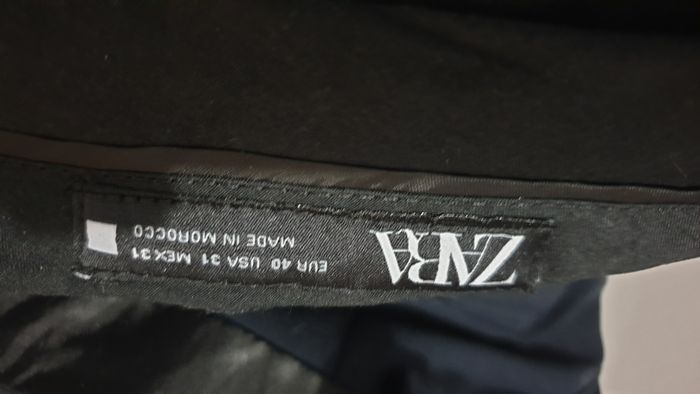 ZARA
EUR 40 USA 31 MEX 31
MADE IN MOROCCO